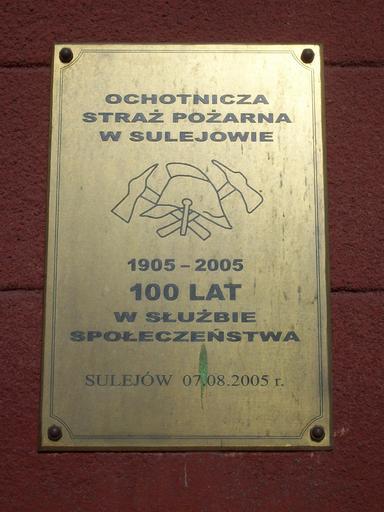 OCHOTNICZA
STRAŻ POŻARNA
W SULEJOWIE
1905 – 2005
100 LAT
W SŁUŻBIE
SPOŁECZEŃSTWA
SULEJÓW 07.08.2005 r.